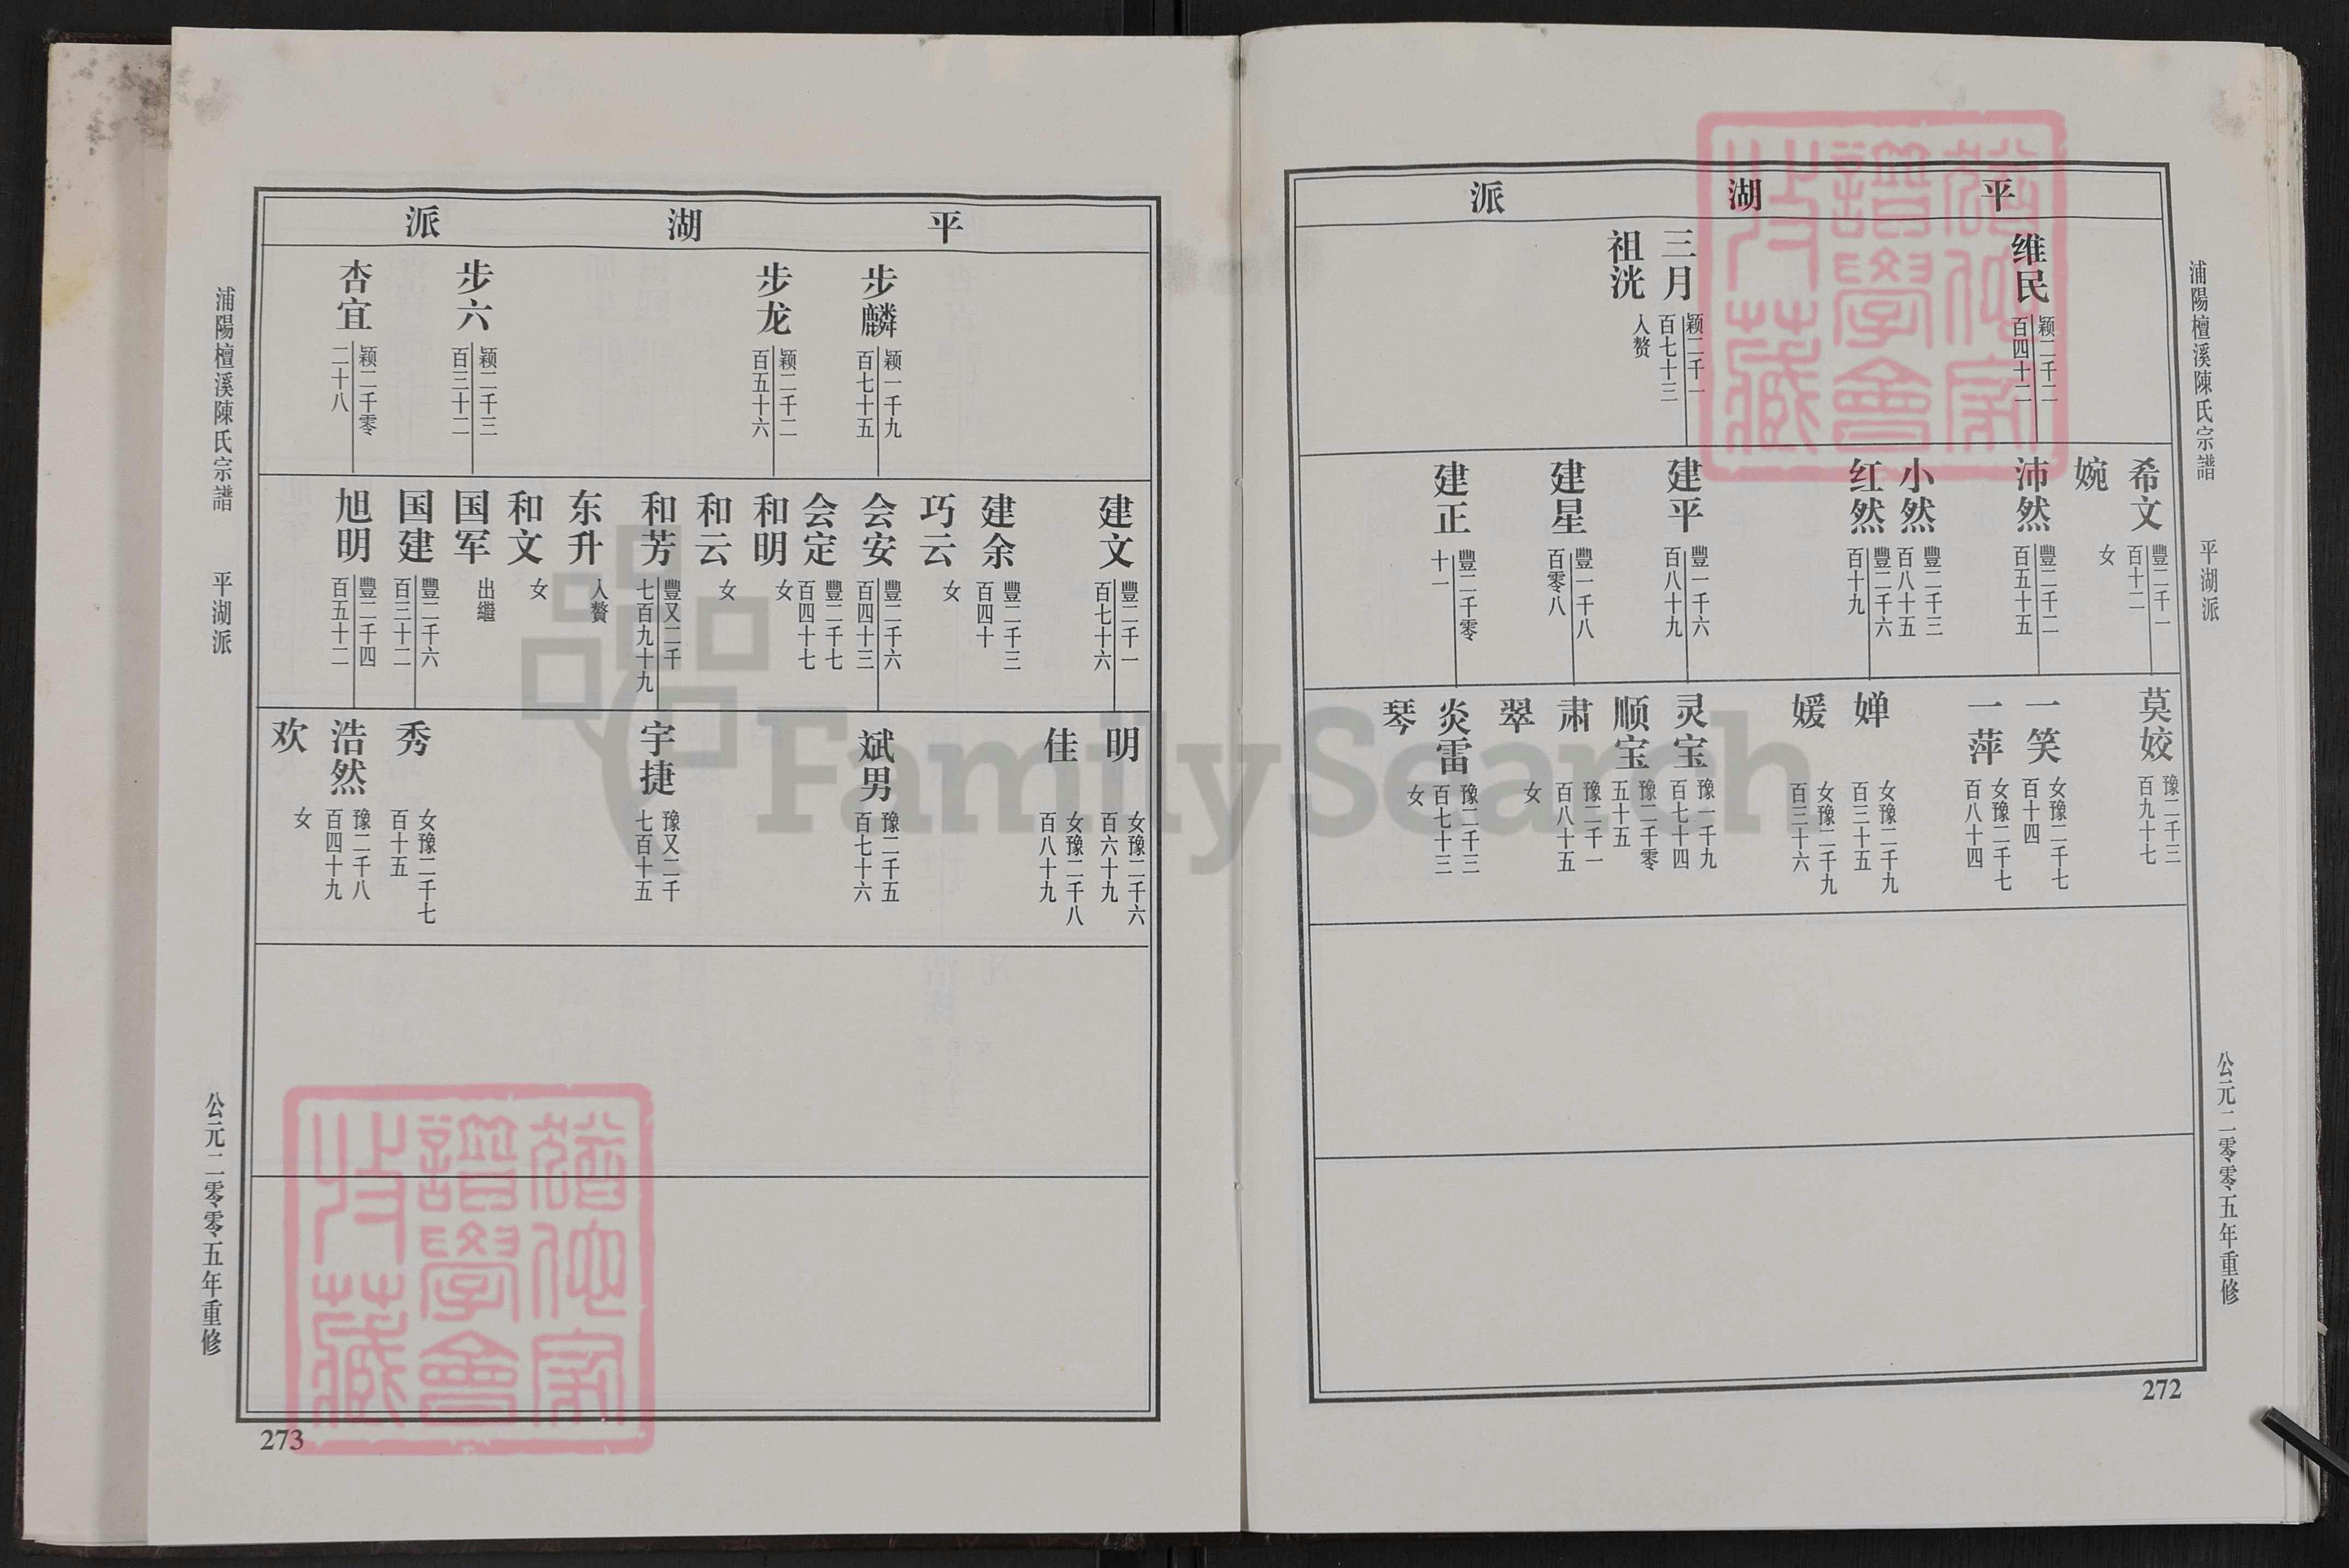 浦陽檀溪陳氏宗譜 平湖派 公元二零零五年重修
272
平湖派
维民 颖二千二百四十二
三月 颖二千一百七十三
祖洸 人赘
希文 豐二千一百十二
婉 女
沛然 豐二千二百五十五
小然 豐二千三百八十五
红然 豐二千六百十九
建平 豐一千六百八十九
建星 豐一千八百零八
建正 豐二千零十一
莫姣 豫二千三百九十七
一笑 女豫二千七百十四
一萍 女豫二千七百八十四
婵 女豫二千九百三十五
媛 女豫二千九百三十六
灵宝 豫一千九百七十四
顺宝 豫二千零五十五
肃 豫二千一百八十五
翠 女
炎雷 豫二千三百七十三
琴 女
平湖派
步麟 颖一千九百七十五
步龙 颖二千二百五十六
步六 颖二千三百三十二
杏宜 颖二千零二十八
建文 豐二千一百七十六
建余 豐二千三百四十
巧云 女
会安 豐二千六百四十三
会定 豐二千七百四十七
和明 女
和云 女
和芳 豐又二千七百九十九
东升 人赘
和文 女
国军 出繼
国建 豐二千六百三十二
旭明 豐二千四百五十二
明 女豫二千六百六十九
佳 女豫二千八百八十九
斌男 豫二千五百七十六
宇捷 豫又二千七百十五
秀 女豫二千七百十五
浩然 豫二千八百四十九
欢 女
浦陽檀溪陳氏宗譜 平湖派 公元二零零五年重修
273
FamilySearch